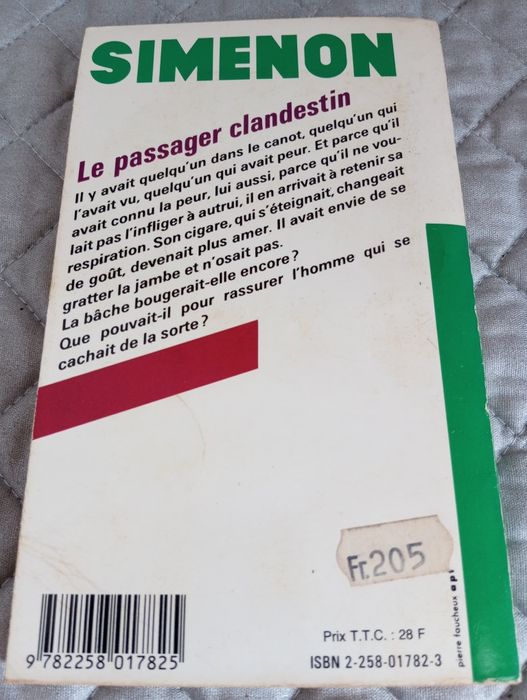 SIMENON
Le passager clandestin
Il y avait quelqu'un dans le canot, quelqu'un qui
l'avait vu, quelqu'un qui avait peur. Et parce qu'il
avait connu la peur, lui aussi, parce qu'il ne vou-
lait pas l'infliger à autrui, il en arrivait à retenir sa
respiration. Son cigare, qui s'éteignait, changeait
de goût, devenait plus amer. Il avait envie de se
gratter la jambe et n'osait pas.
La bâche bougerait-elle encore ?
Que pouvait-il pour rassurer l'homme qui se
cachait de la sorte ?
Fr.205
pierre faucheux api
Prix T.T.C. : 28 F
ISBN 2-258-01782-3
9 782258 017825